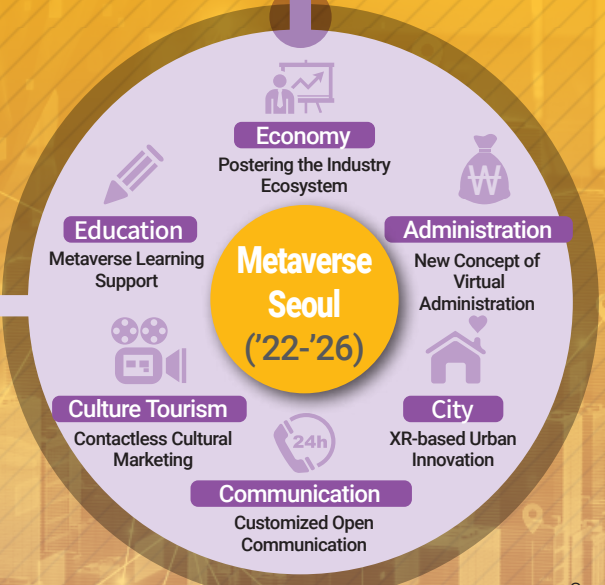 Economy
Postering the Industry
Ecosystem
₩
Education
Metaverse Learning
Support
Administration
New Concept of
Virtual
Administration
Metaverse
Seoul
('22-'26)
Culture Tourism
Contactless Cultural
Marketing
City
XR-based Urban
Innovation
24h
Communication
Customized Open
Communication